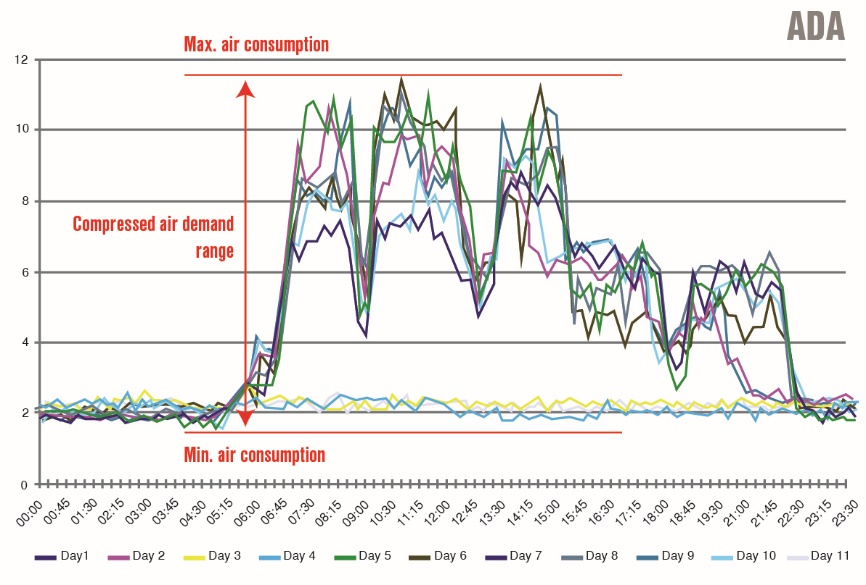 ADA
Max. air consumption
12
10
8
Compressed air demand
range
6
4
2
Min. air consumption
0
00:00 00:45 01:30 02:15 03:00 03:45 04:30 05:15 06:00 06:45 07:30 08:15 09:00 10:30 11:15 12:00 12:45 13:30 14:15 15:00 15:45 16:30 17:15 18:00 18:45 19:30 21:00 21:45 22:30 23:15 23:30
Day1 Day 2 Day 3 Day 4 Day 5 Day 6 Day 7 Day 8 Day 9 Day 10 Day 11